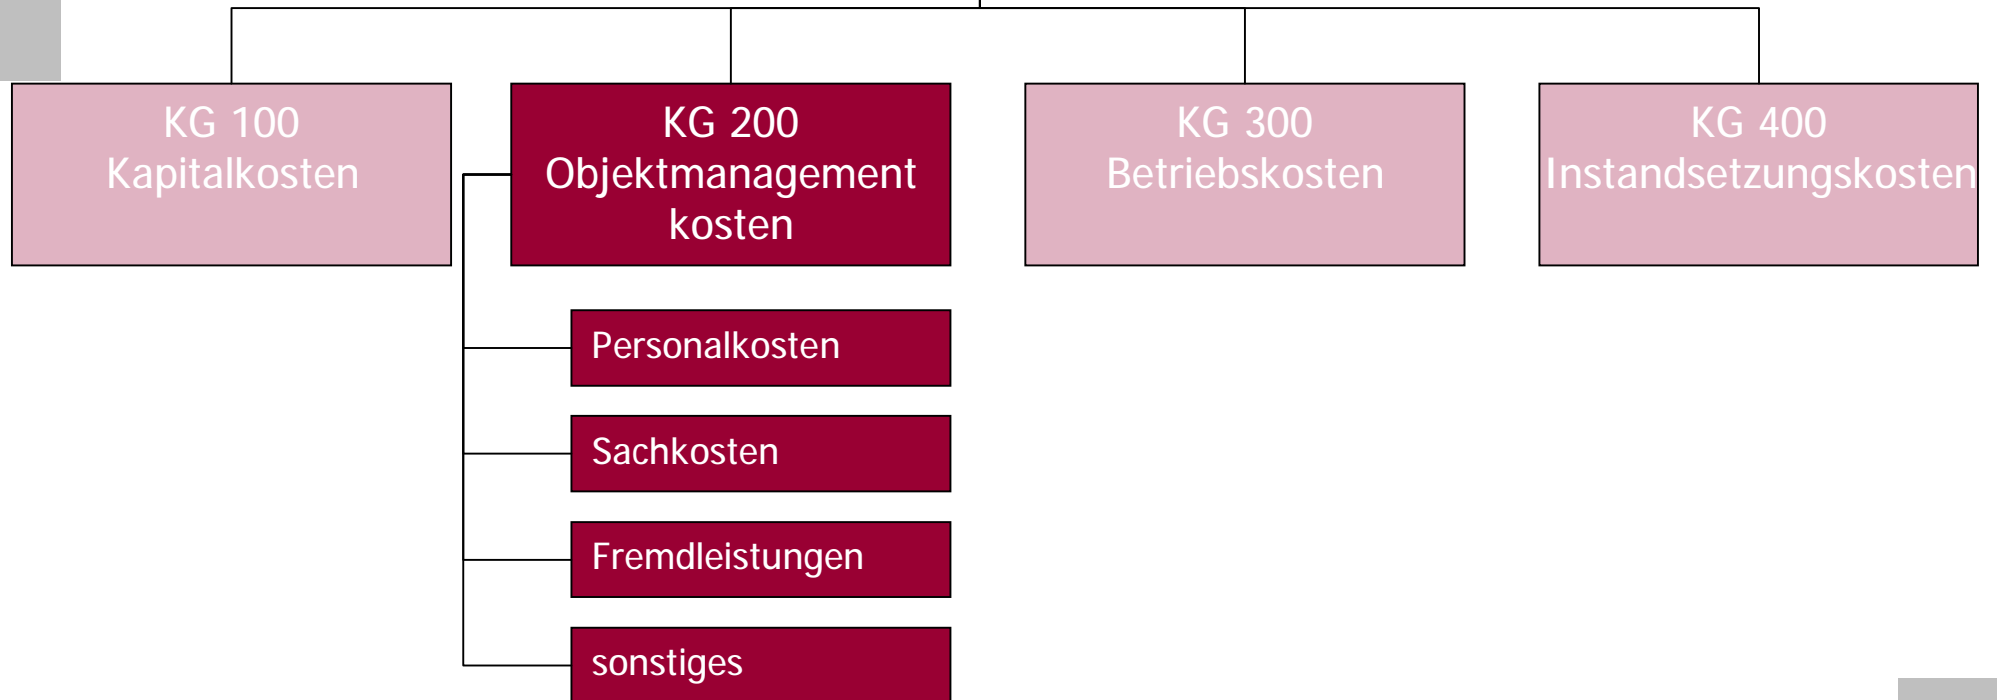 KG 100
Kapitalkosten
KG 200
Objektmanagement
kosten
KG 300
Betriebskosten
KG 400
Instandsetzungskosten
Personalkosten
Sachkosten
Fremdleistungen
sonstiges